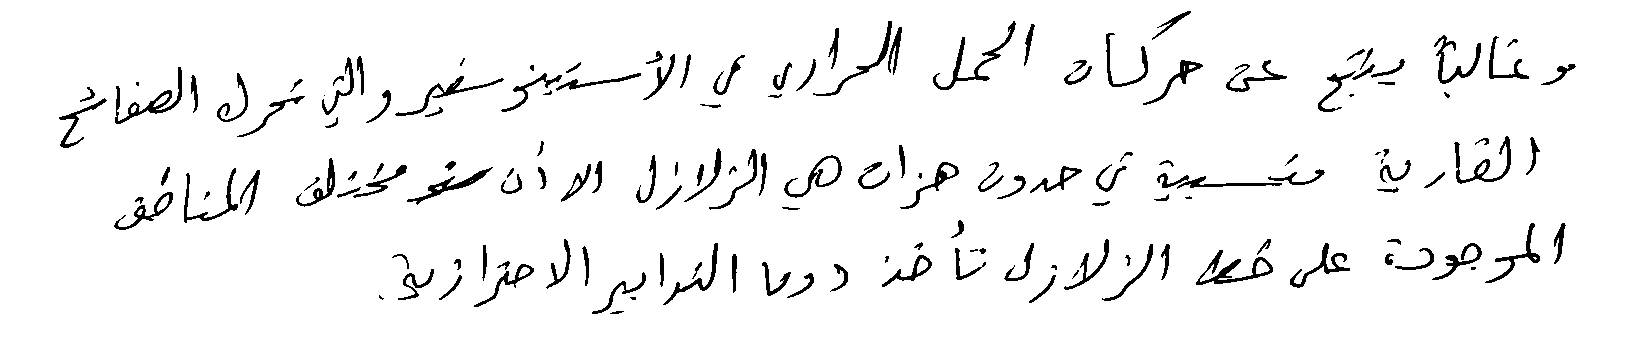 وغالباً ينتج عن حركات الحمل الحراري في الأستينوسفير والتي تحرك الصفائح
القارية متسببة في حدوث هزات هي الزلازل الا أن مختلف المناطق
الموجودة على خط الزلازل تأخذ دوما التدابير الاحترازية.